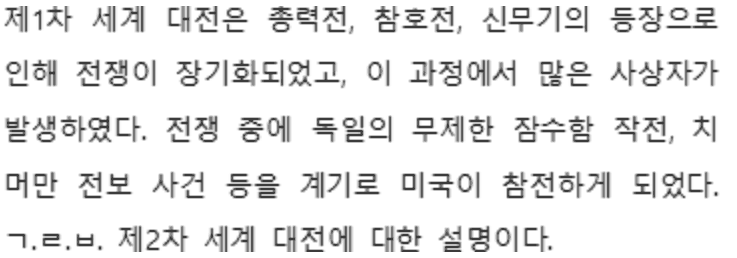 제1차 세계 대전은 총력전, 참호전, 신무기의 등장으로
인해 전쟁이 장기화되었고, 이 과정에서 많은 사상자가
발생하였다. 전쟁 중에 독일의 무제한 잠수함 작전, 치
머만 전보 사건 등을 계기로 미국이 참전하게 되었다.
ㄱ.ㄹ.ㅂ. 제2차 세계 대전에 대한 설명이다.